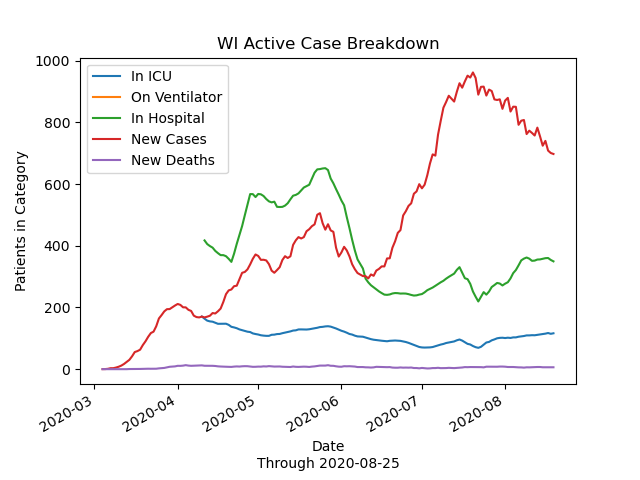 WI Active Case Breakdown
In ICU
On Ventilator
In Hospital
New Cases
New Deaths
Patients in Category
1000
800
600
400
200
0
2020-03
2020-04
2020-05
2020-06
2020-07
2020-08
Date
Through 2020-08-25